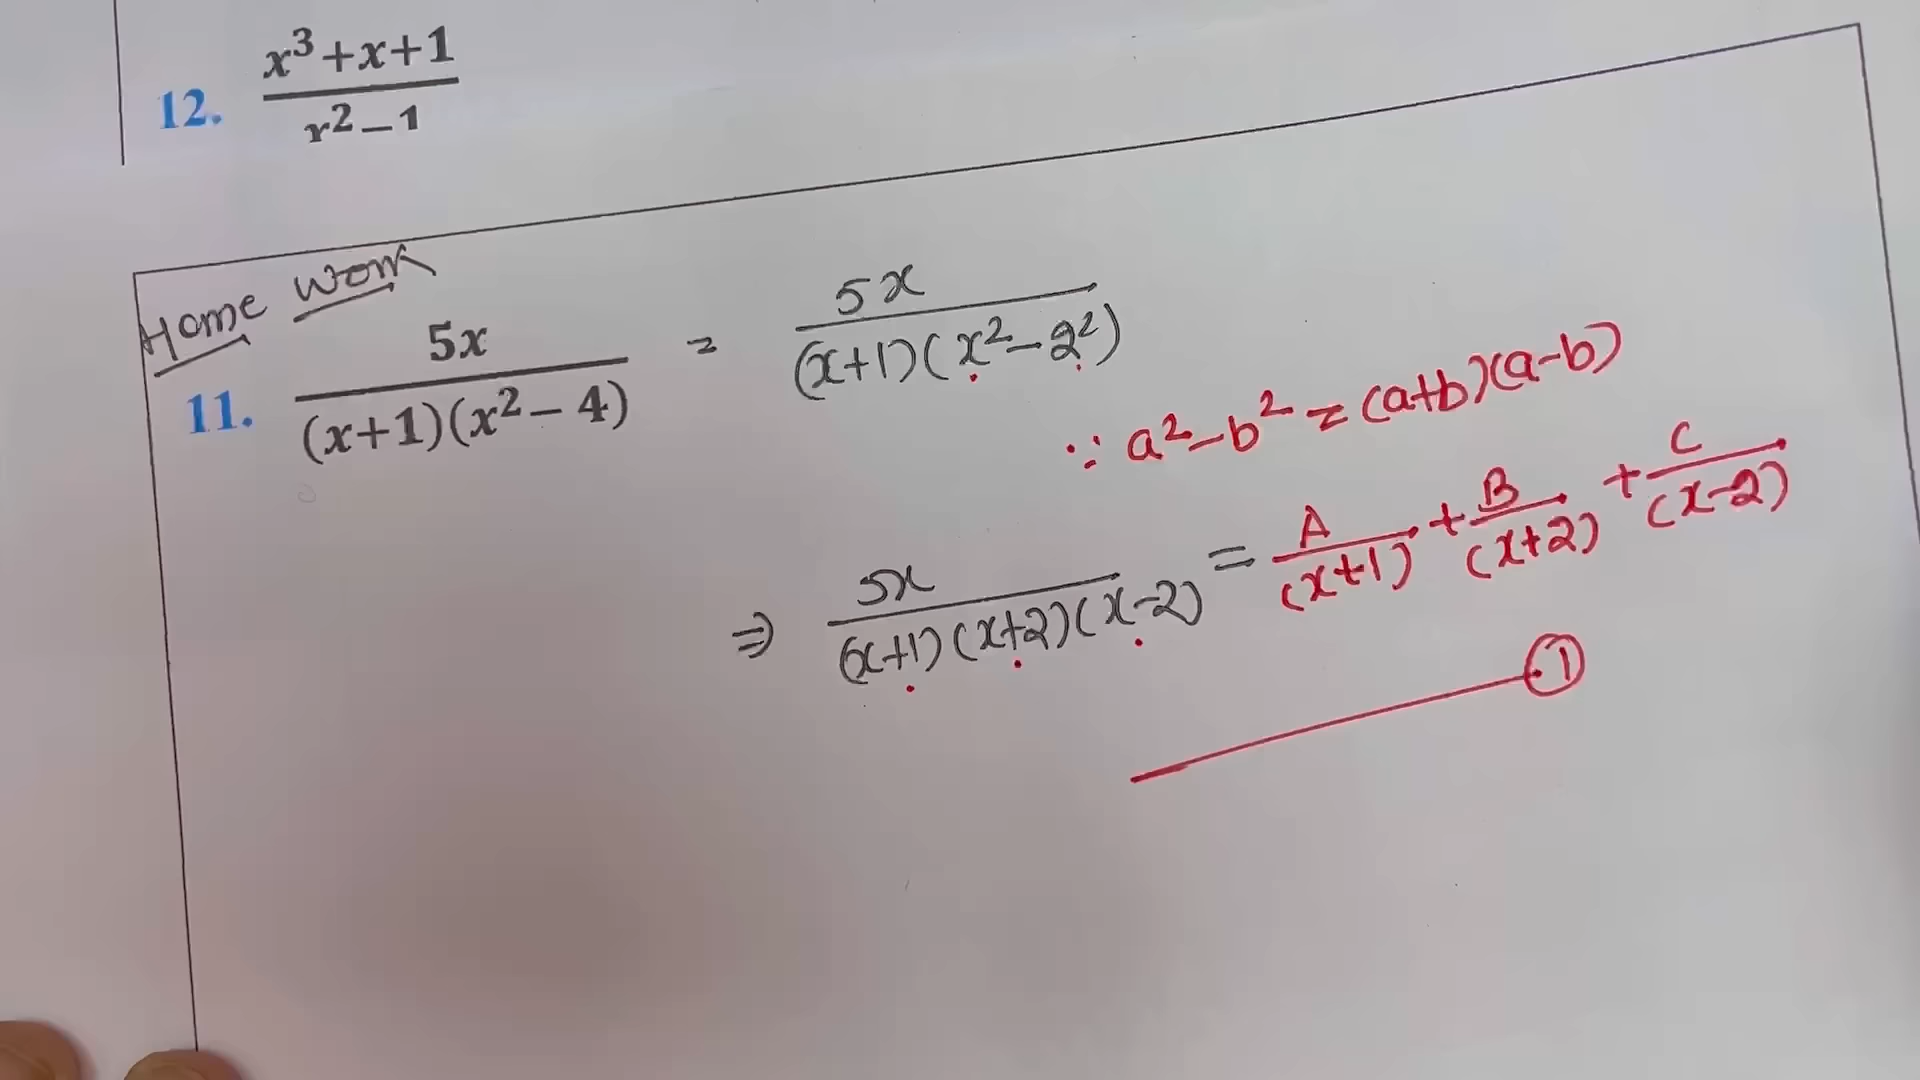 12. x³+x+1 / x²−1
Home Work
11. 5x / (x+1)(x²−4) = 5x / (x+1)(x²−2²)
∵ a²−b² = (a+b)(a−b)
⇒ 5x / (x+1)(x+2)(x−2) = A / (x+1) + B / (x+2) + C / (x−2)
1